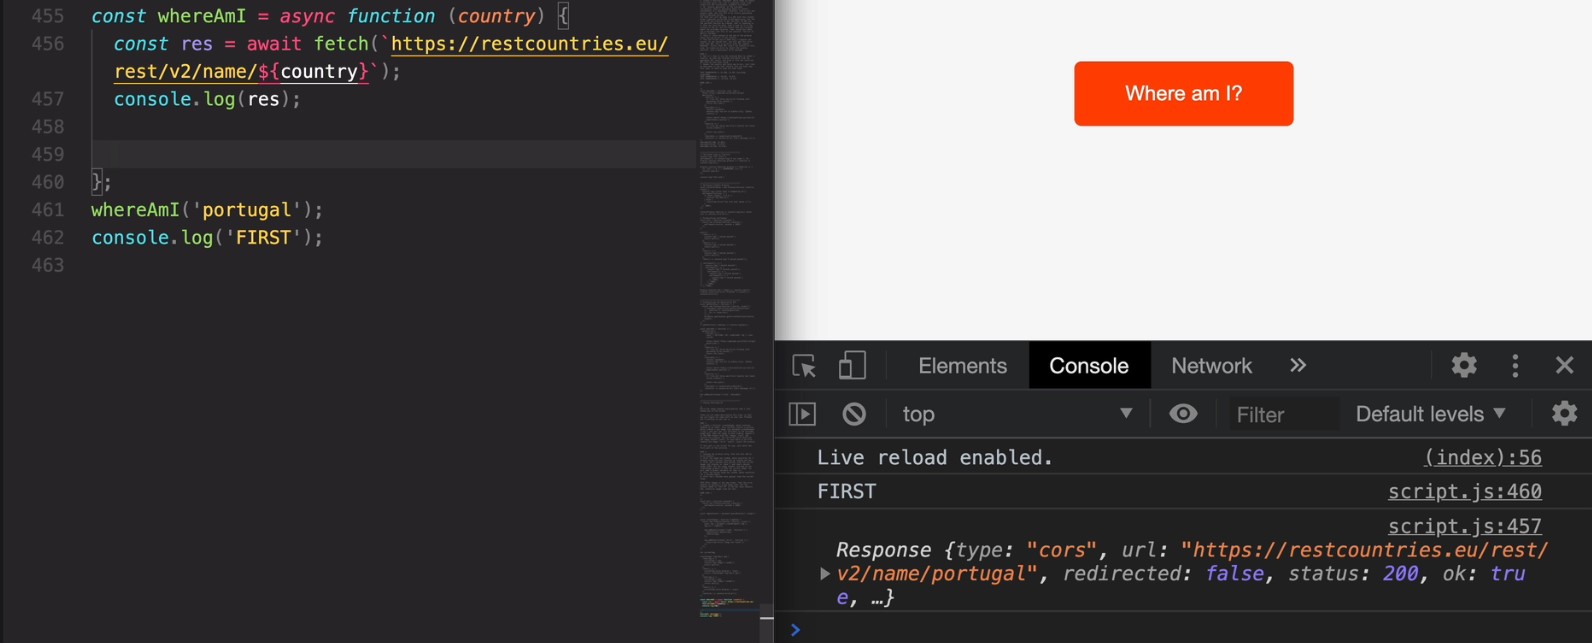 455 const whereAmI = async function (country) {
456 const res = await fetch(`https://restcountries.eu/
rest/v2/name/${country}`);
457 console.log(res);
458
459
460 };
461 whereAmI('portugal');
462 console.log('FIRST');
463
Where am I?
Elements Console Network »
top ▼ Filter Default levels ▼
Live reload enabled. (index):56
FIRST script.js:460
script.js:457
Response {type: "cors", url: "https://restcountries.eu/rest/
▶v2/name/portugal", redirected: false, status: 200, ok: tru
e, …}
>